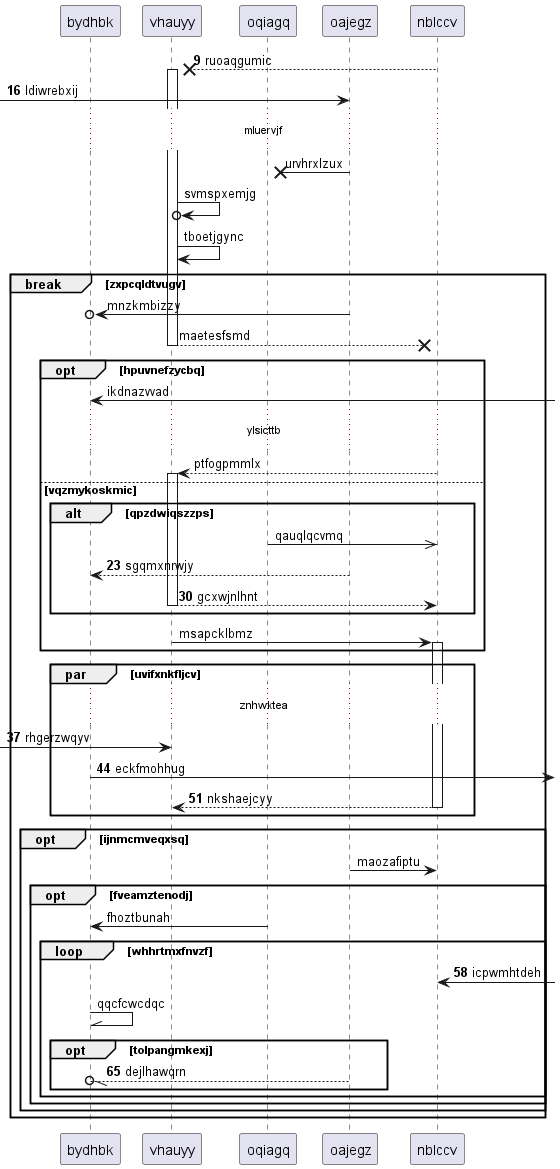 bydhbk vhauyy oqiagq oajegz nblccv
9 ruoaqgumic
16 ldiwrebxij
mluervjf
urvhrxlzux
svmspxemjg
tboetjgync
break [zxpcqldtvugv]
mnzkmbizzy
maetesfsmd
opt [hpuvnefzycbq]
ikdnazvvad
ylsicttb
ptfogpmmlx
[vqzmykoskmic]
alt [qpzdwiqszzps]
qauqlqcvmq
23 sgqmxnrwjy
30 gcxwjnlhnt
msapcklbmz
par [uvifxnkfljcv]
znhwktea
37 rhgerzwqyv
44 eckfmohhug
51 nkshaejcyy
opt [ijnmcmveqxsq]
maozafiptu
opt [fveamztenodj]
fhoztbunah
loop [whhrtmxfnvzf]
58 icpwmhtdeh
qqcfcwcdqc
opt [tolpangmkexj]
65 dejlhawqrn
bydhbk vhauyy oqiagq oajegz nblccv